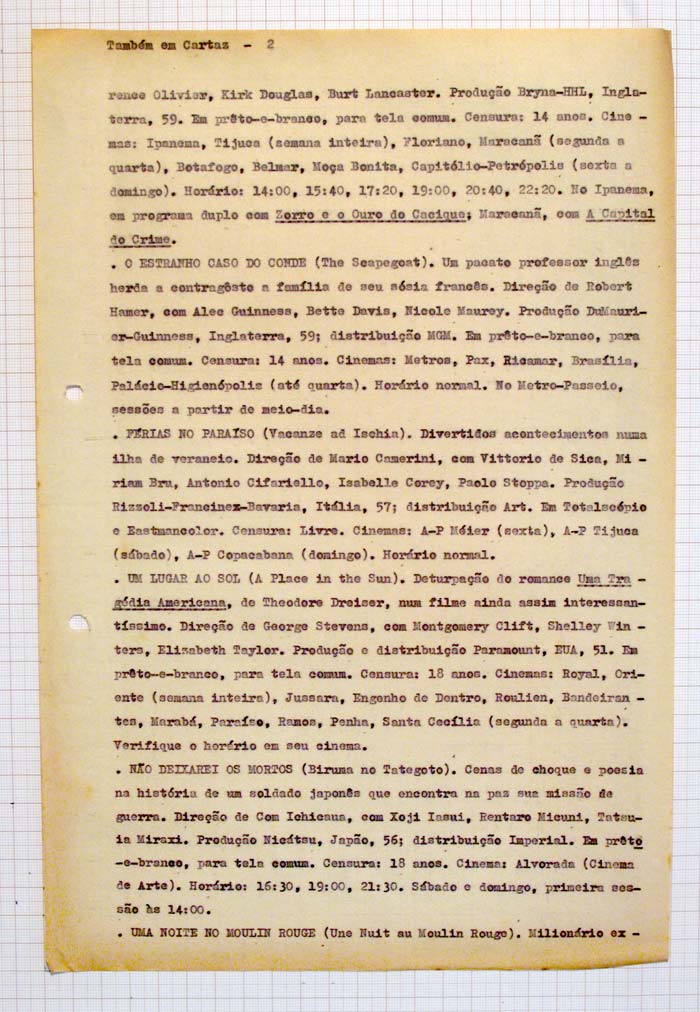 Também em Cartaz - 2
rence Olivier, Kirk Douglas, Burt Lancaster. Produção Bryna-HHL, Ingla-
terra, 59. Em prêto-e-branco, para tela comum. Censura: 14 anos. Cine -
mas: Ipanema, Tijuca (semana inteira), Floriano, Maracanã (segunda a
quarta), Botafogo, Belmar, Moça Bonita, Capitólio-Petrópolis (sexta a
domingo). Horário: 14:00, 15:40, 17:20, 19:00, 20:40, 22:20. No Ipanema,
em programa duplo com Zorro e o Ouro do Cacique; Maracanã, com A Capital
do Crime.
. O ESTRANHO CASO DO CONDE (The Scapegoat). Um pacato professor inglês
herda a contragôsto a família de seu sósia francês. Direção de Robert
Hamer, com Alec Guinness, Bette Davis, Nicole Maurey. Produção DuMauri-
er-Guinness, Inglaterra, 59; distribuição MGM. Em prêto-e-branco, para
tela comum. Censura: 14 anos. Cinemas: Metros, Pax, Ricamar, Brasília,
Palácio-Higienópolis (até quarta). Horário normal. No Metro-Passeio,
sessões a partir de meio-dia.
. FÉRIAS NO PARAÍSO (Vacanze ad Ischia). Divertidos acontecimentos numa
ilha de veraneio. Direção de Mario Camerini, com Vittorio de Sica, Mi -
riam Bru, Antonio Cifariello, Isabelle Corey, Paolo Stoppa. Produção
Rizzoli-Francinex-Bavaria, Itália, 57; distribuição Art. Em Totalscópio
e Eastmancolor. Censura: Livre. Cinemas: A-P Méier (sexta), A-P Tijuca
(sábado), A-P Copacabana (domingo). Horário normal.
. UM LUGAR AO SOL (A Place in the Sun). Deturpação do romance Uma Tra -
gédia Americana, de Theodore Dreiser, num filme ainda assim interessan-
tíssimo. Direção de George Stevens, com Montgomery Clift, Shelley Win -
ters, Elizabeth Taylor. Produção e distribuição Paramount, EUA, 51. Em
prêto-e-branco, para tela comum. Censura: 18 anos. Cinemas: Royal, Ori-
ente (semana inteira), Jussara, Engenho de Dentro, Roulien, Bandeiran -
tes, Marabá, Paraíso, Ramos, Penha, Santa Cecília (segunda a quarta).
Verifique o horário em seu cinema.
. NÃO DEIXAREI OS MORTOS (Biruma no Tategoto). Cenas de choque e poesia
na história de um soldado japonês que encontra na paz sua missão de
guerra. Direção de Com Ichicaua, com Xoji Iasui, Rentaro Micuni, Tatsu-
ia Miraxi. Produção Nicátsu, Japão, 56; distribuição Imperial. Em prêto
-e-branco, para tela comum. Censura: 18 anos. Cinema: Alvorada (Cinema
de Arte). Horário: 16:30, 19:00, 21:30. Sábado e domingo, primeira ses-
são às 14:00.
. UMA NOITE NO MOULIN ROUGE (Une Nuit au Moulin Rouge). Milionário ex -